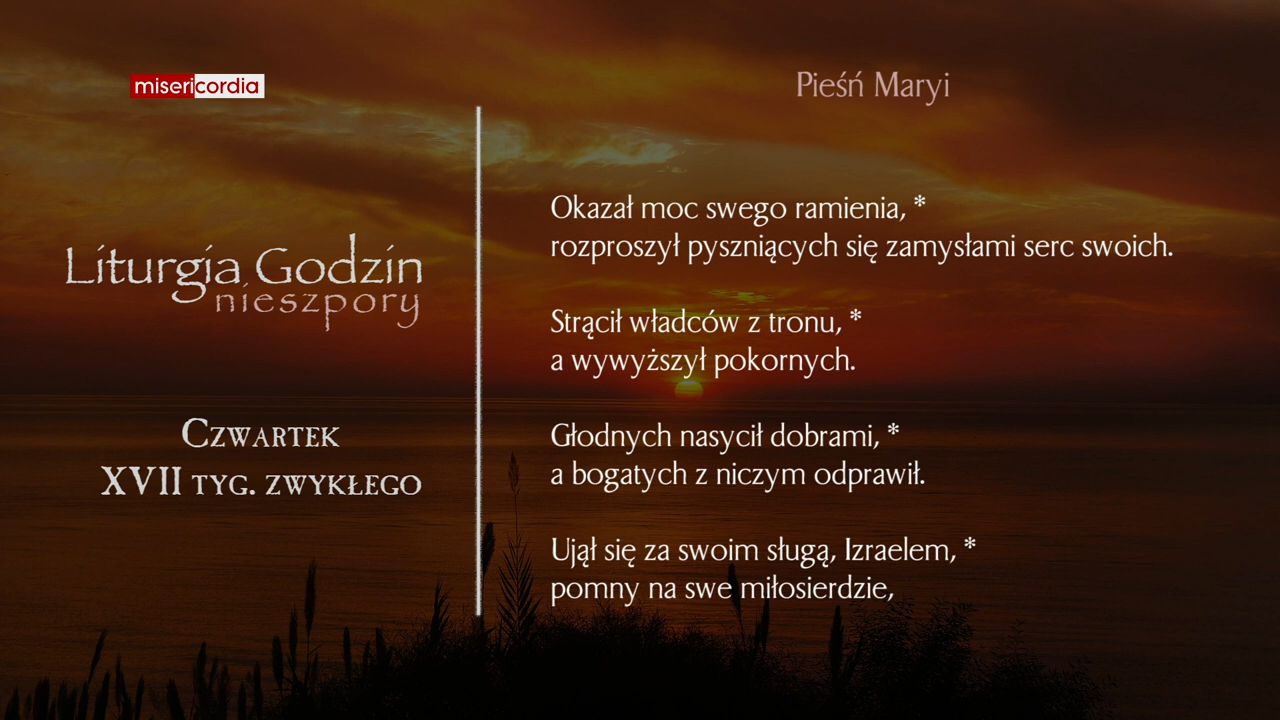 misericordia
Liturgia Godzin
nieszpory
Czwartek
XVII tyg. zwykłego
Pieśń Maryi
Okazał moc swego ramienia, *
rozproszył pyszniących się zamysłami serc swoich.
Strącił władców z tronu, *
a wywyższył pokornych.
Głodnych nasycił dobrami, *
a bogatych z niczym odprawił.
Ujął się za swoim sługą, Izraelem, *
pomny na swe miłosierdzie,